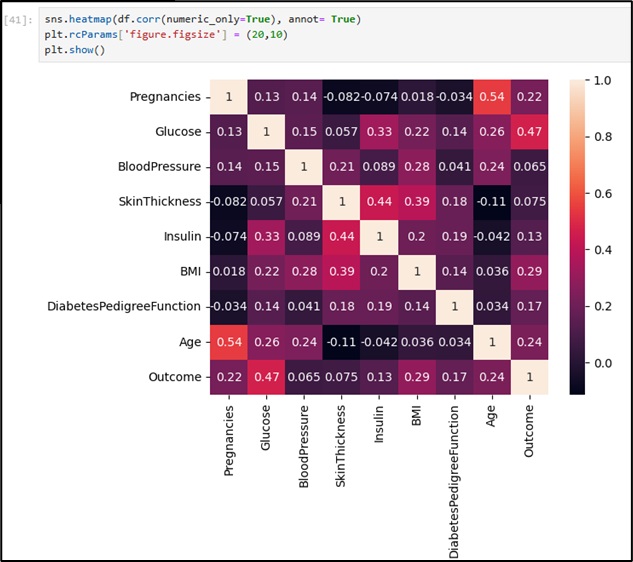 [41]: sns.heatmap(df.corr(numeric_only=True), annot= True)
plt.rcParams['figure.figsize'] = (20,10)
plt.show()
Pregnancies 1 0.13 0.14 -0.082 -0.074 0.018 -0.034 0.54 0.22
Glucose 0.13 1 0.15 0.057 0.33 0.22 0.14 0.26 0.47
BloodPressure 0.14 0.15 1 0.21 0.089 0.28 0.041 0.24 0.065
SkinThickness -0.082 0.057 0.21 1 0.44 0.39 0.18 -0.11 0.075
Insulin -0.074 0.33 0.089 0.44 1 0.2 0.19 -0.042 0.13
BMI 0.018 0.22 0.28 0.39 0.2 1 0.14 0.036 0.29
DiabetesPedigreeFunction -0.034 0.14 0.041 0.18 0.19 0.14 1 0.034 0.17
Age 0.54 0.26 0.24 -0.11 -0.042 0.036 0.034 1 0.24
Outcome 0.22 0.47 0.065 0.075 0.13 0.29 0.17 0.24 1
Pregnancies
Glucose
BloodPressure
SkinThickness
Insulin
BMI
DiabetesPedigreeFunction
Age
Outcome
1.0
0.8
0.6
0.4
0.2
0.0